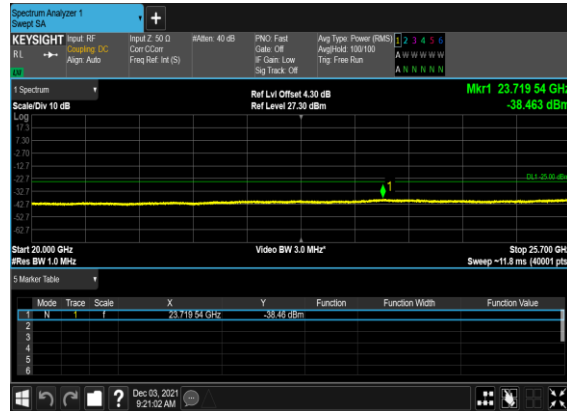 Spectrum Analyzer 1
Swept SA
+
KEYSIGHT
RL
Input: RF
Coupling: DC
Align: Auto
Input Z: 50 Ω
Corr CCorr
Freq Ref: Int (S)
#Atten: 40 dB
PNO: Fast
Gate: Off
IF Gain: Low
Sig Track: Off
Avg Type: Power (RMS)
Avg|Hold: 100/100
Trig: Free Run
1 2 3 4 5 6
A W W W W W
A N N N N N
1 Spectrum
Scale/Div 10 dB
Ref Lvl Offset 4.30 dB
Ref Level 27.30 dBm
Mkr1 23.719 54 GHz
-38.463 dBm
Log
17.3
7.30
-2.70
-12.7
-22.7
-32.7
-42.7
-52.7
-62.7
DL1 -25.00 dBm
1
Start 20.000 GHz
#Res BW 1.0 MHz
Video BW 3.0 MHz*
Stop 25.700 GHz
Sweep ~11.8 ms (40001 pts)
5 Marker Table
Mode Trace Scale X Y Function Function Width Function Value
1 N 1 f 23.719 54 GHz -38.46 dBm
2
3
4
5
6
?
Dec 03, 2021
9:21:02 AM